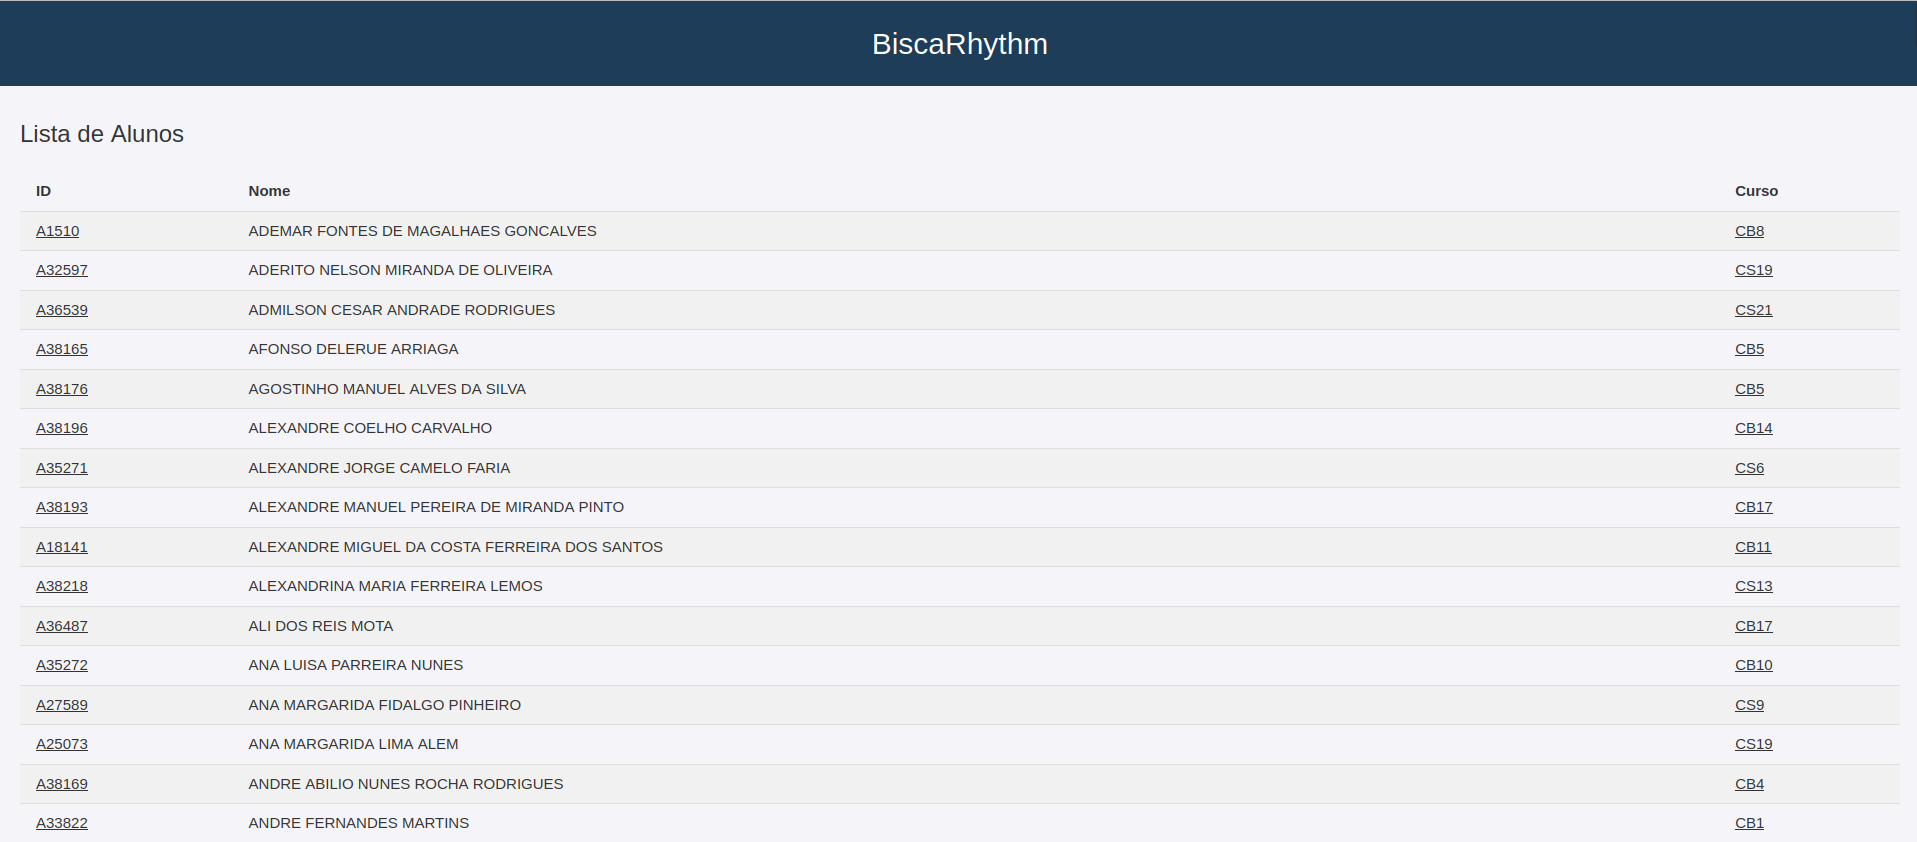 BiscaRhythm
Lista de Alunos
ID Nome Curso
A1510 ADEMAR FONTES DE MAGALHAES GONCALVES CB8
A32597 ADERITO NELSON MIRANDA DE OLIVEIRA CS19
A36539 ADMILSON CESAR ANDRADE RODRIGUES CS21
A38165 AFONSO DELERUE ARRIAGA CB5
A38176 AGOSTINHO MANUEL ALVES DA SILVA CB5
A38196 ALEXANDRE COELHO CARVALHO CB14
A35271 ALEXANDRE JORGE CAMELO FARIA CS6
A38193 ALEXANDRE MANUEL PEREIRA DE MIRANDA PINTO CB17
A18141 ALEXANDRE MIGUEL DA COSTA FERREIRA DOS SANTOS CB11
A38218 ALEXANDRINA MARIA FERREIRA LEMOS CS13
A36487 ALI DOS REIS MOTA CB17
A35272 ANA LUISA PARREIRA NUNES CB10
A27589 ANA MARGARIDA FIDALGO PINHEIRO CS9
A25073 ANA MARGARIDA LIMA ALEM CS19
A38169 ANDRE ABILIO NUNES ROCHA RODRIGUES CB4
A33822 ANDRE FERNANDES MARTINS CB1